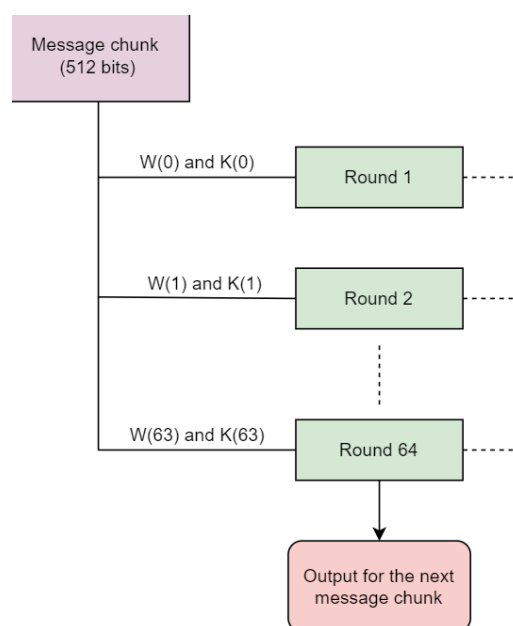 Message chunk
(512 bits)
W(0) and K(0)
Round 1
W(1) and K(1)
Round 2
W(63) and K(63)
Round 64
Output for the next
message chunk